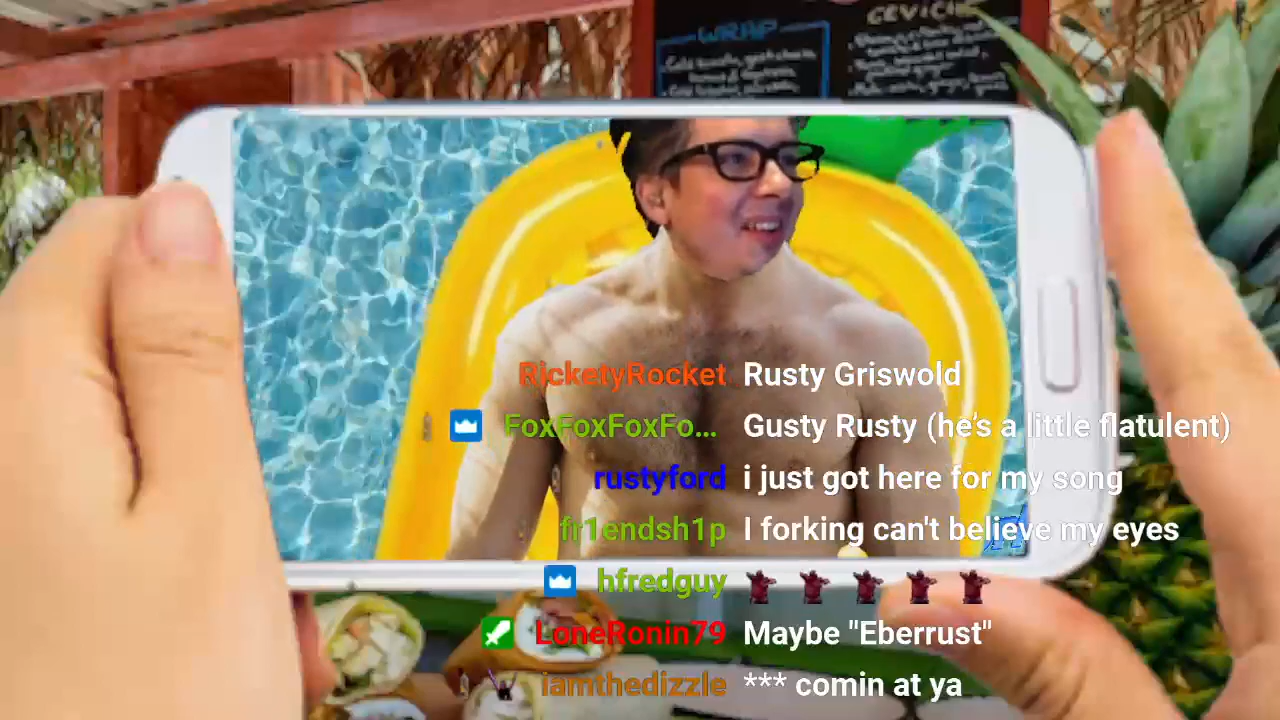 WRAP
CEVICHE
RicketyRocket Rusty Griswold
FoxFoxFoxFo... Gusty Rusty (he's a little flatulent)
rustyford i just got here for my song
fr1endsh1p I forking can't believe my eyes
hfredguy
LoneRonin79 Maybe "Eberrust"
iamthedizzle *** comin at ya